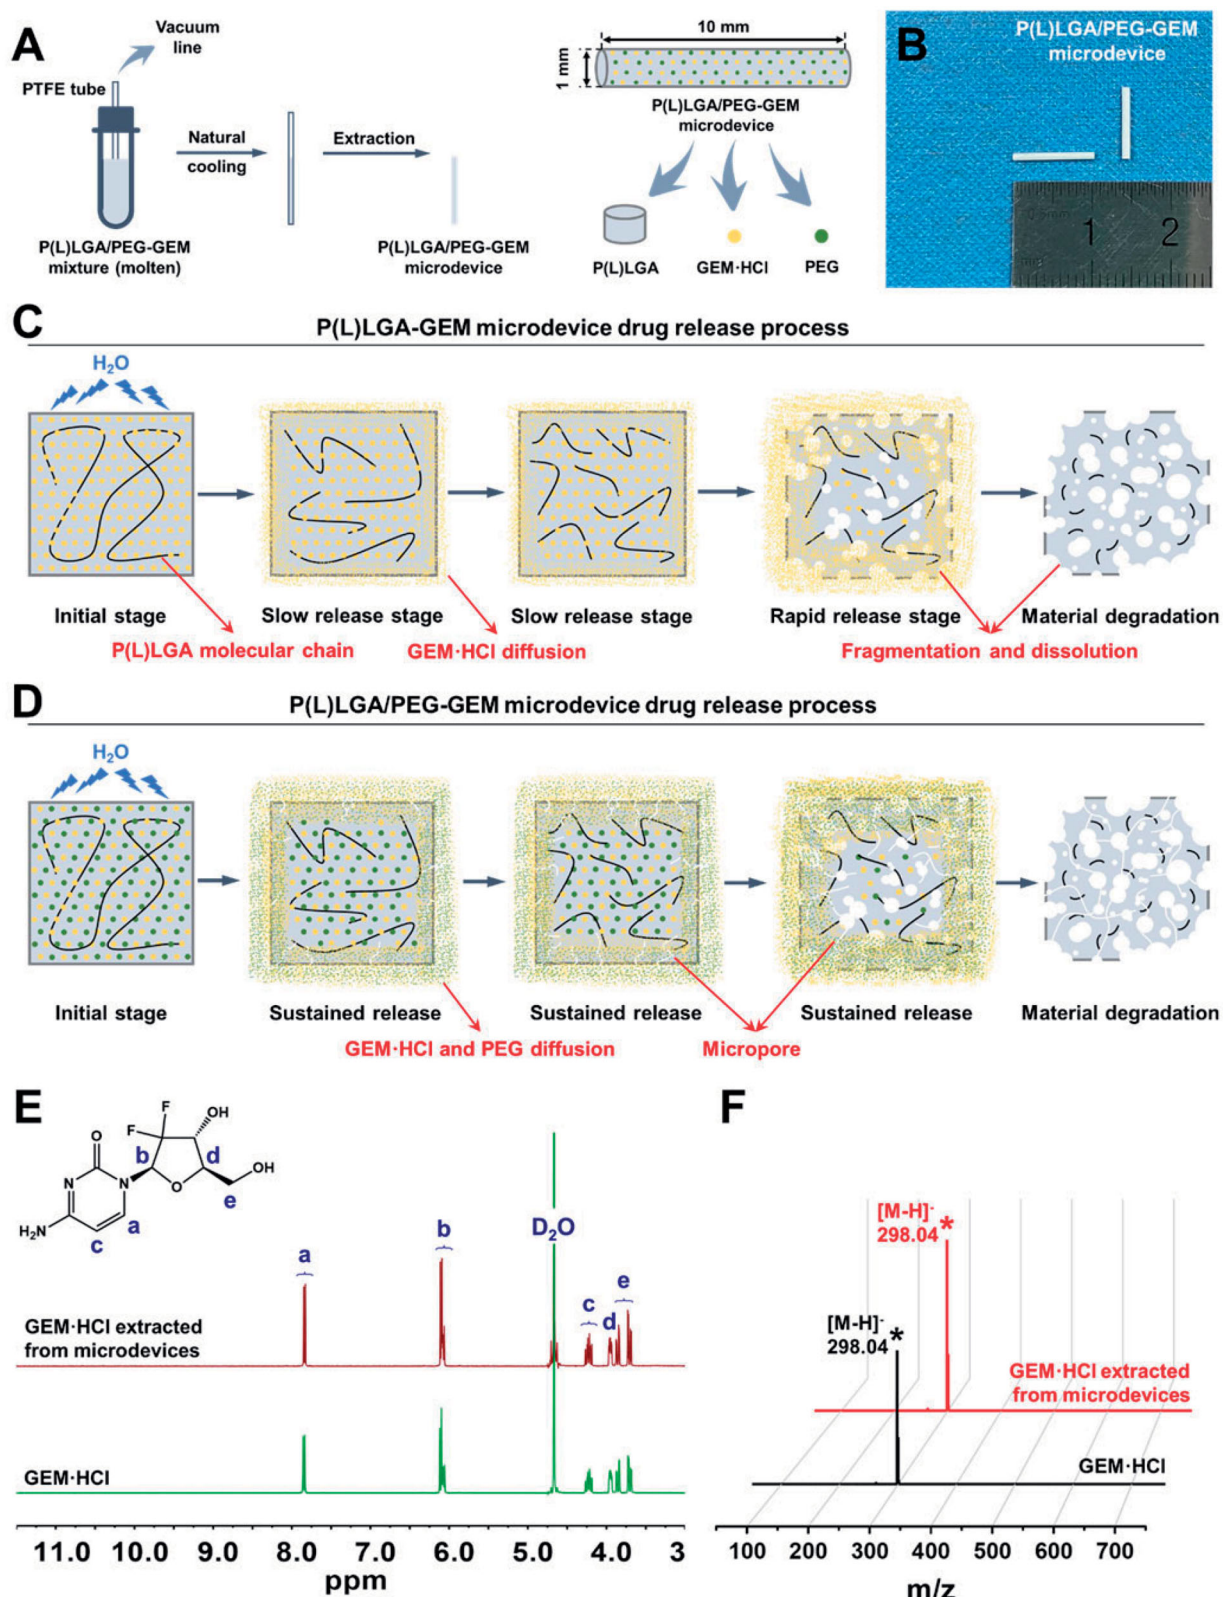 A
Vacuum
line
PTFE tube
Natural
cooling
Extraction
P(L)LGA/PEG-GEM
mixture (molten)
P(L)LGA/PEG-GEM
microdevice
10 mm
1 mm
P(L)LGA/PEG-GEM
microdevice
P(L)LGA
GEM·HCl
PEG
B
P(L)LGA/PEG-GEM
microdevice
1 2
C
P(L)LGA-GEM microdevice drug release process
H₂O
Initial stage
Slow release stage
Slow release stage
Rapid release stage
Material degradation
P(L)LGA molecular chain
GEM·HCl diffusion
Fragmentation and dissolution
D
P(L)LGA/PEG-GEM microdevice drug release process
H₂O
Initial stage
Sustained release
Sustained release
Sustained release
Material degradation
GEM·HCl and PEG diffusion
Micropore
E
F
F
OH
O
b
d
N
N
O
OH
e
H₂N
a
c
a
b
D₂O
c
d
e
GEM·HCl extracted
from microdevices
GEM·HCl
11.0 10.0 9.0 8.0 7.0 6.0 5.0 4.0 3
ppm
F
[M-H]⁻
298.04 *
[M-H]⁻
298.04 *
GEM·HCl extracted
from microdevices
GEM·HCl
100 200 300 400 500 600 700
m/z